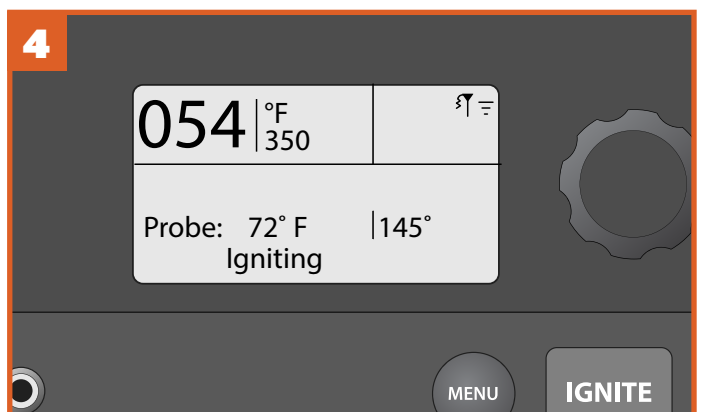 4
054 °F
350
Probe: 72° F 145°
Igniting
MENU
IGNITE